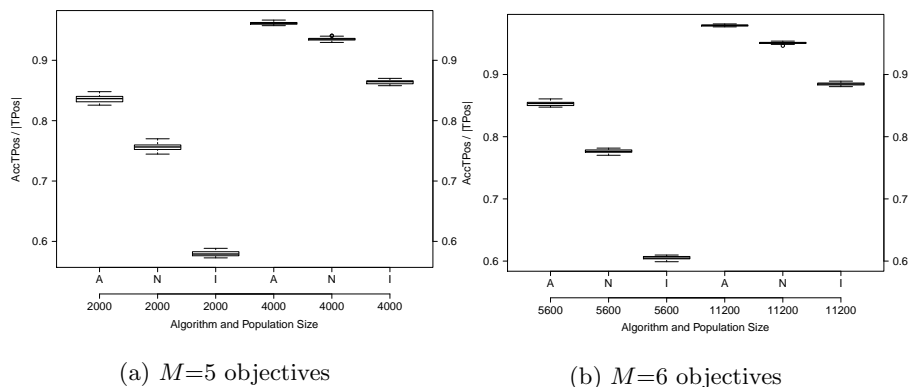 0.9
0.8
0.7
0.6
AccTPos / |TPos|
A N I A N I
2000 2000 2000 4000 4000 4000
Algorithm and Population Size
0.9
0.8
0.7
0.6
(a) M=5 objectives
0.9
0.8
0.7
0.6
AccTPos / |TPos|
A N I A N I
5600 5600 5600 11200 11200 11200
Algorithm and Population Size
0.9
0.8
0.7
0.6
(b) M=6 objectives